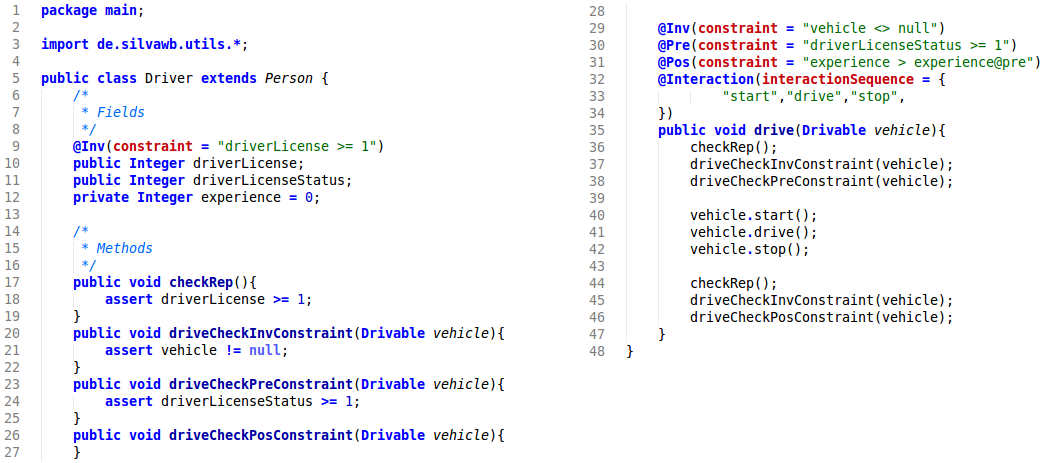 1 package main;
2
3 import de.silvawb.utils.*;
4
5 public class Driver extends Person {
6     /*
7      * Fields
8      */
9     @Inv(constraint = "driverLicense >= 1")
10     public Integer driverLicense;
11     public Integer driverLicenseStatus;
12     private Integer experience = 0;
13
14     /*
15      * Methods
16      */
17     public void checkRep(){
18         assert driverLicense >= 1;
19     }
20     public void driveCheckInvConstraint(Drivable vehicle){
21         assert vehicle != null;
22     }
23     public void driveCheckPreConstraint(Drivable vehicle){
24         assert driverLicenseStatus >= 1;
25     }
26     public void driveCheckPosConstraint(Drivable vehicle){
27     }
28
29     @Inv(constraint = "vehicle <> null")
30     @Pre(constraint = "driverLicenseStatus >= 1")
31     @Pos(constraint = "experience > experience@pre")
32     @Interaction(interactionSequence = {
33             "start","drive","stop",
34     })
35     public void drive(Drivable vehicle){
36         checkRep();
37         driveCheckInvConstraint(vehicle);
38         driveCheckPreConstraint(vehicle);
39
40         vehicle.start();
41         vehicle.drive();
42         vehicle.stop();
43
44         checkRep();
45         driveCheckInvConstraint(vehicle);
46         driveCheckPosConstraint(vehicle);
47     }
48 }